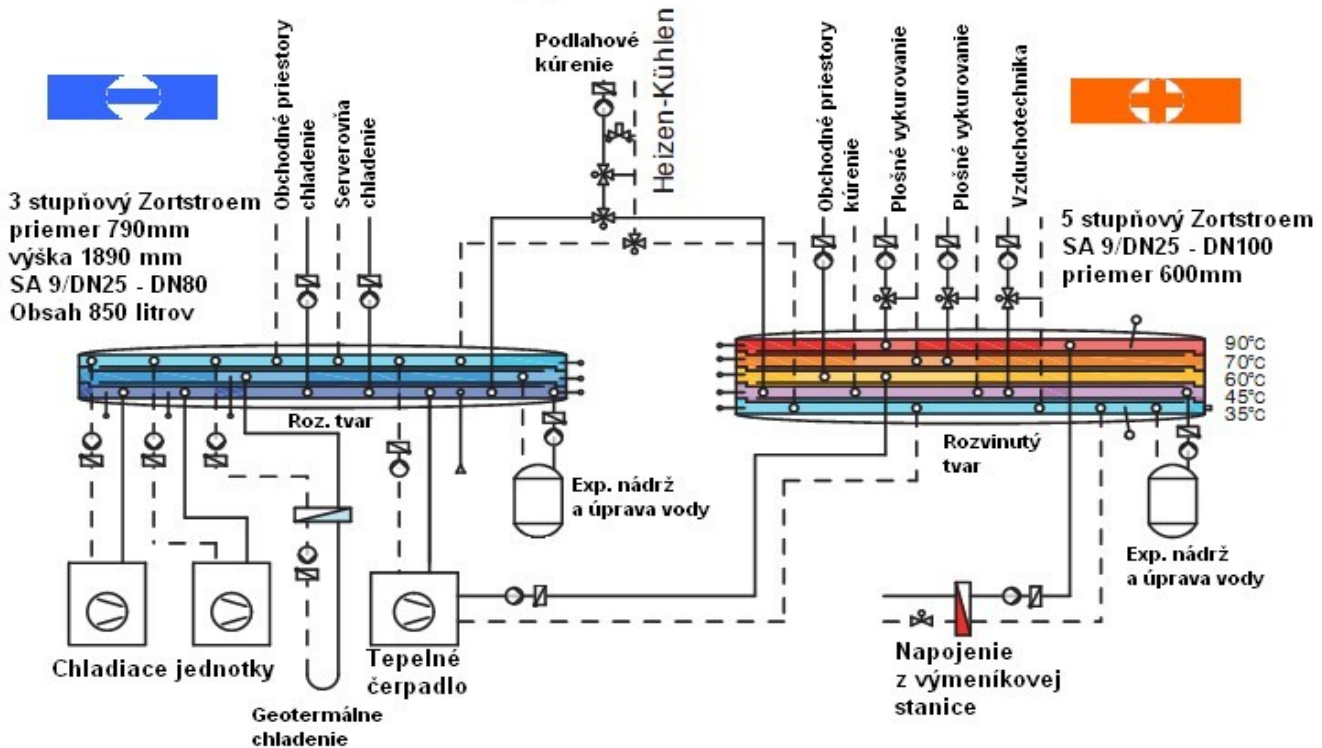 Podlahové
kúrenie
Heizen-Kühlen
Obchodné priestory
chladenie
Serverovňa
chladenie
Obchodné priestory
kúrenie
Plošné vykurovanie
Plošné vykurovanie
Vzduchotechnika
3 stupňový Zortstroem
priemer 790mm
výška 1890 mm
SA 9/DN25 - DN80
Obsah 850 litrov
5 stupňový Zortstroem
SA 9/DN25 - DN100
priemer 600mm
90°C
70°C
60°C
45°C
35°C
Roz. tvar
Rozvinutý
tvar
Exp. nádrž
a úprava vody
Exp. nádrž
a úprava vody
Chladiace jednotky
Tepelné
čerpadlo
Geotermálne
chladenie
Napojenie
z výmeníkovej
stanice